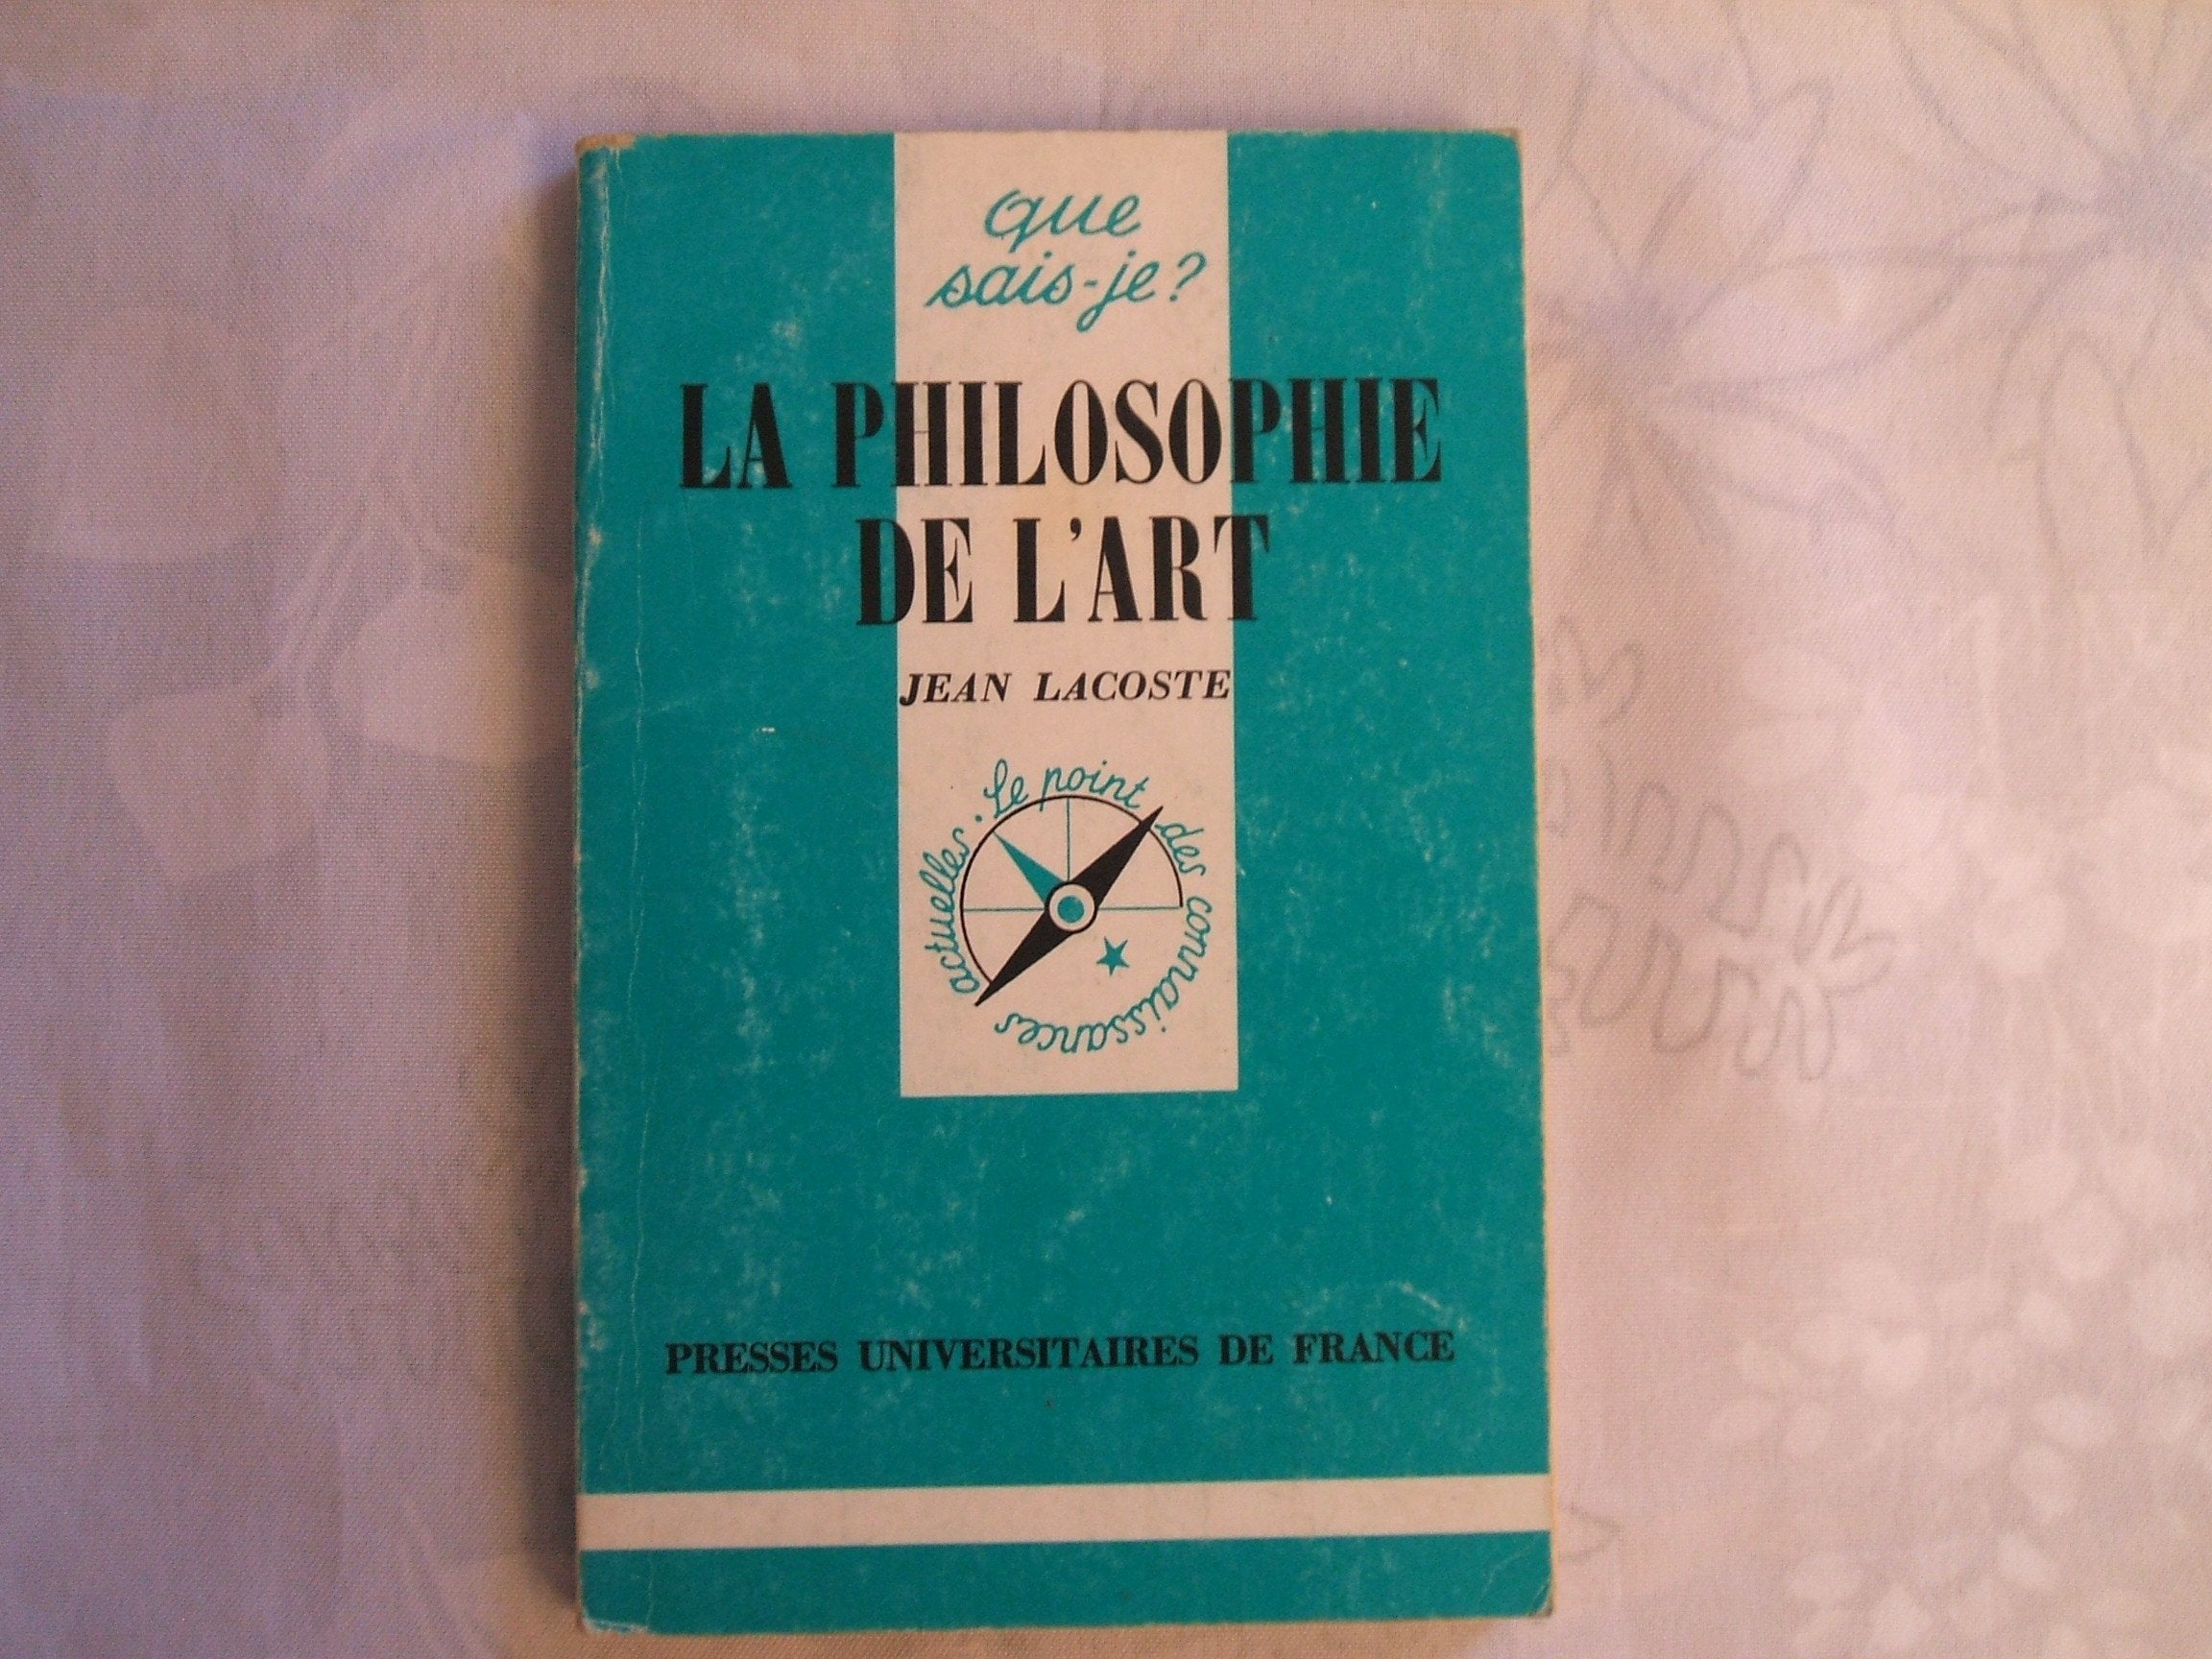 que
sais-je?
LA PHILOSOPHIE
DE L'ART
JEAN LACOSTE
Le point des connaissances actuelles.
PRESSES UNIVERSITAIRES DE FRANCE